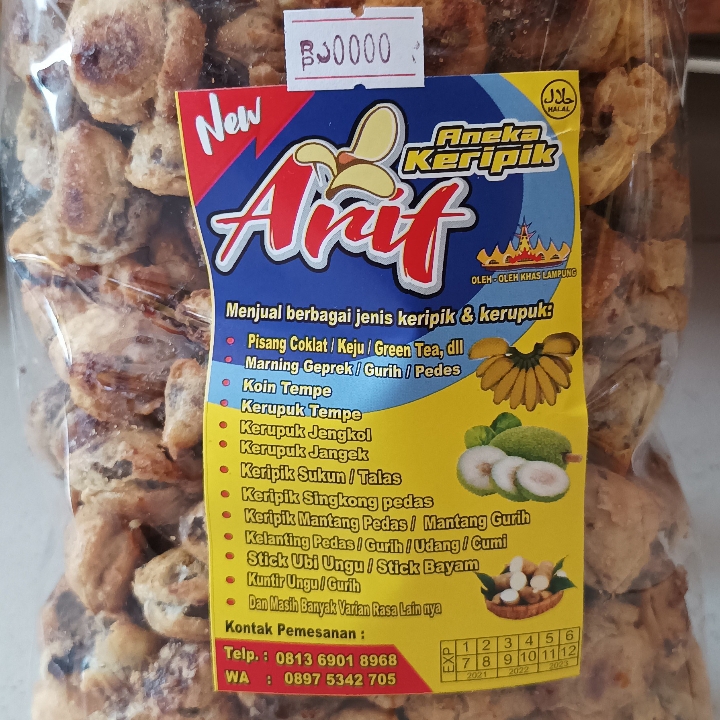 RP 30000
New
Aneka
Keripik
حلال
HALAL
Arit
OLEH - OLEH KHAS LAMPUNG
Menjual berbagai jenis keripik & kerupuk:
• Pisang Coklat / Keju / Green Tea, dll
• Marning Geprek / Gurih / Pedes
• Koin Tempe
• Kerupuk Tempe
• Kerupuk Jengkol
• Kerupuk Jangek
• Keripik Sukun / Talas
• Keripik Singkong pedas
• Keripik Mantang Pedas / Mantang Gurih
• Kelanting Pedas / Gurih / Udang / Cumi
• Stick Ubi Ungu / Stick Bayam
• Kuntir Ungu / Gurih
• Dan Masih Banyak Varian Rasa Lain nya
Kontak Pemesanan :
Telp. : 0813 6901 8968
WA : 0897 5342 705
EXP
1 2 3 4 5 6
7 8 9 10 11 12
2021 2022 2023